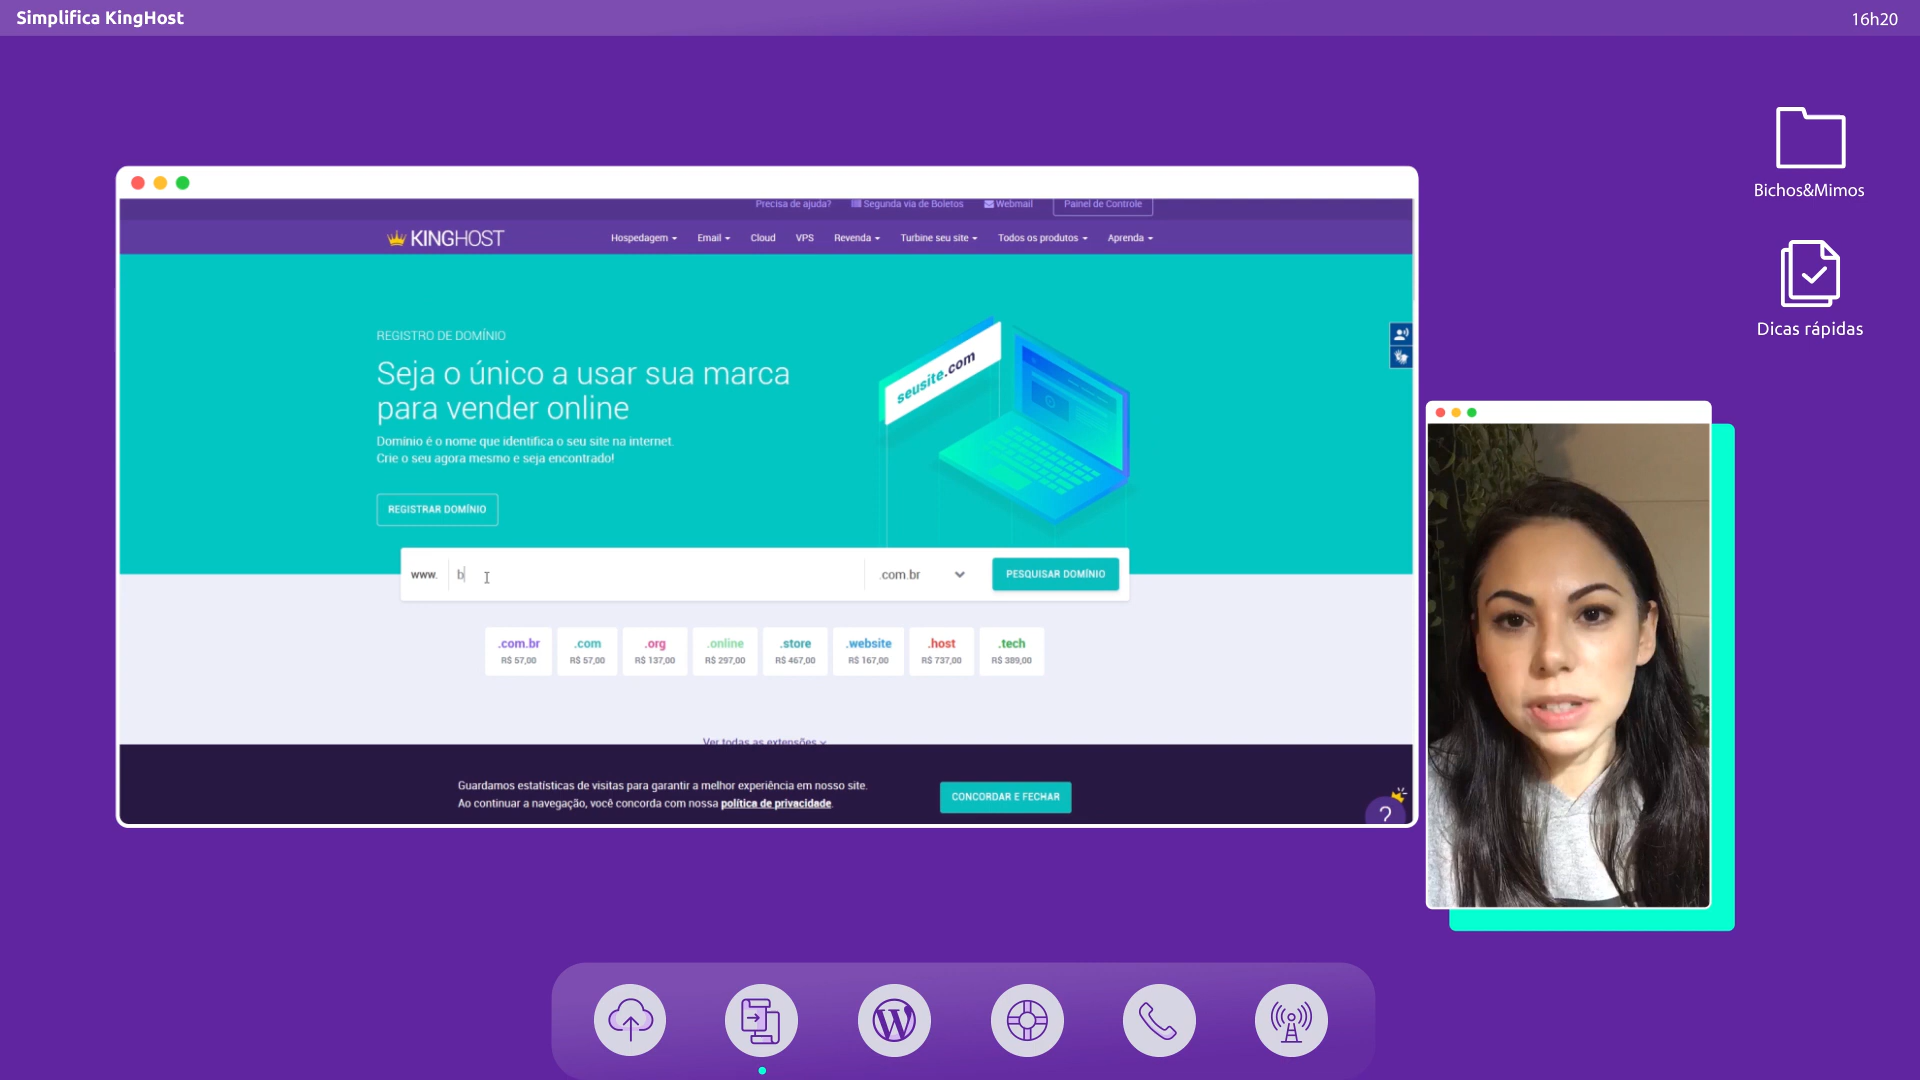 Simplifica KingHost
16h20
Bichos&Mimos
Dicas rápidas
Precisa de ajuda?
Segunda via de Boletos
Webmail
Painel de Controle
KINGHOST
Hospedagem
Email
Cloud
VPS
Revenda
Turbine seu site
Todos os produtos
Aprenda
REGISTRO DE DOMÍNIO
Seja o único a usar sua marca
para vender online
Domínio é o nome que identifica o seu site na internet.
Crie o seu agora mesmo e seja encontrado!
REGISTRAR DOMÍNIO
seusite.com
www.
b
.com.br
PESQUISAR DOMÍNIO
.com.br
R$ 57,00
.com
R$ 57,00
.org
R$ 137,00
.online
R$ 297,00
.store
R$ 467,00
.website
R$ 167,00
.host
R$ 737,00
.tech
R$ 389,00
Ver todas as extensões
Guardamos estatísticas de visitas para garantir a melhor experiência em nosso site.
Ao continuar a navegação, você concorda com nossa política de privacidade.
CONCORDAR E FECHAR
?